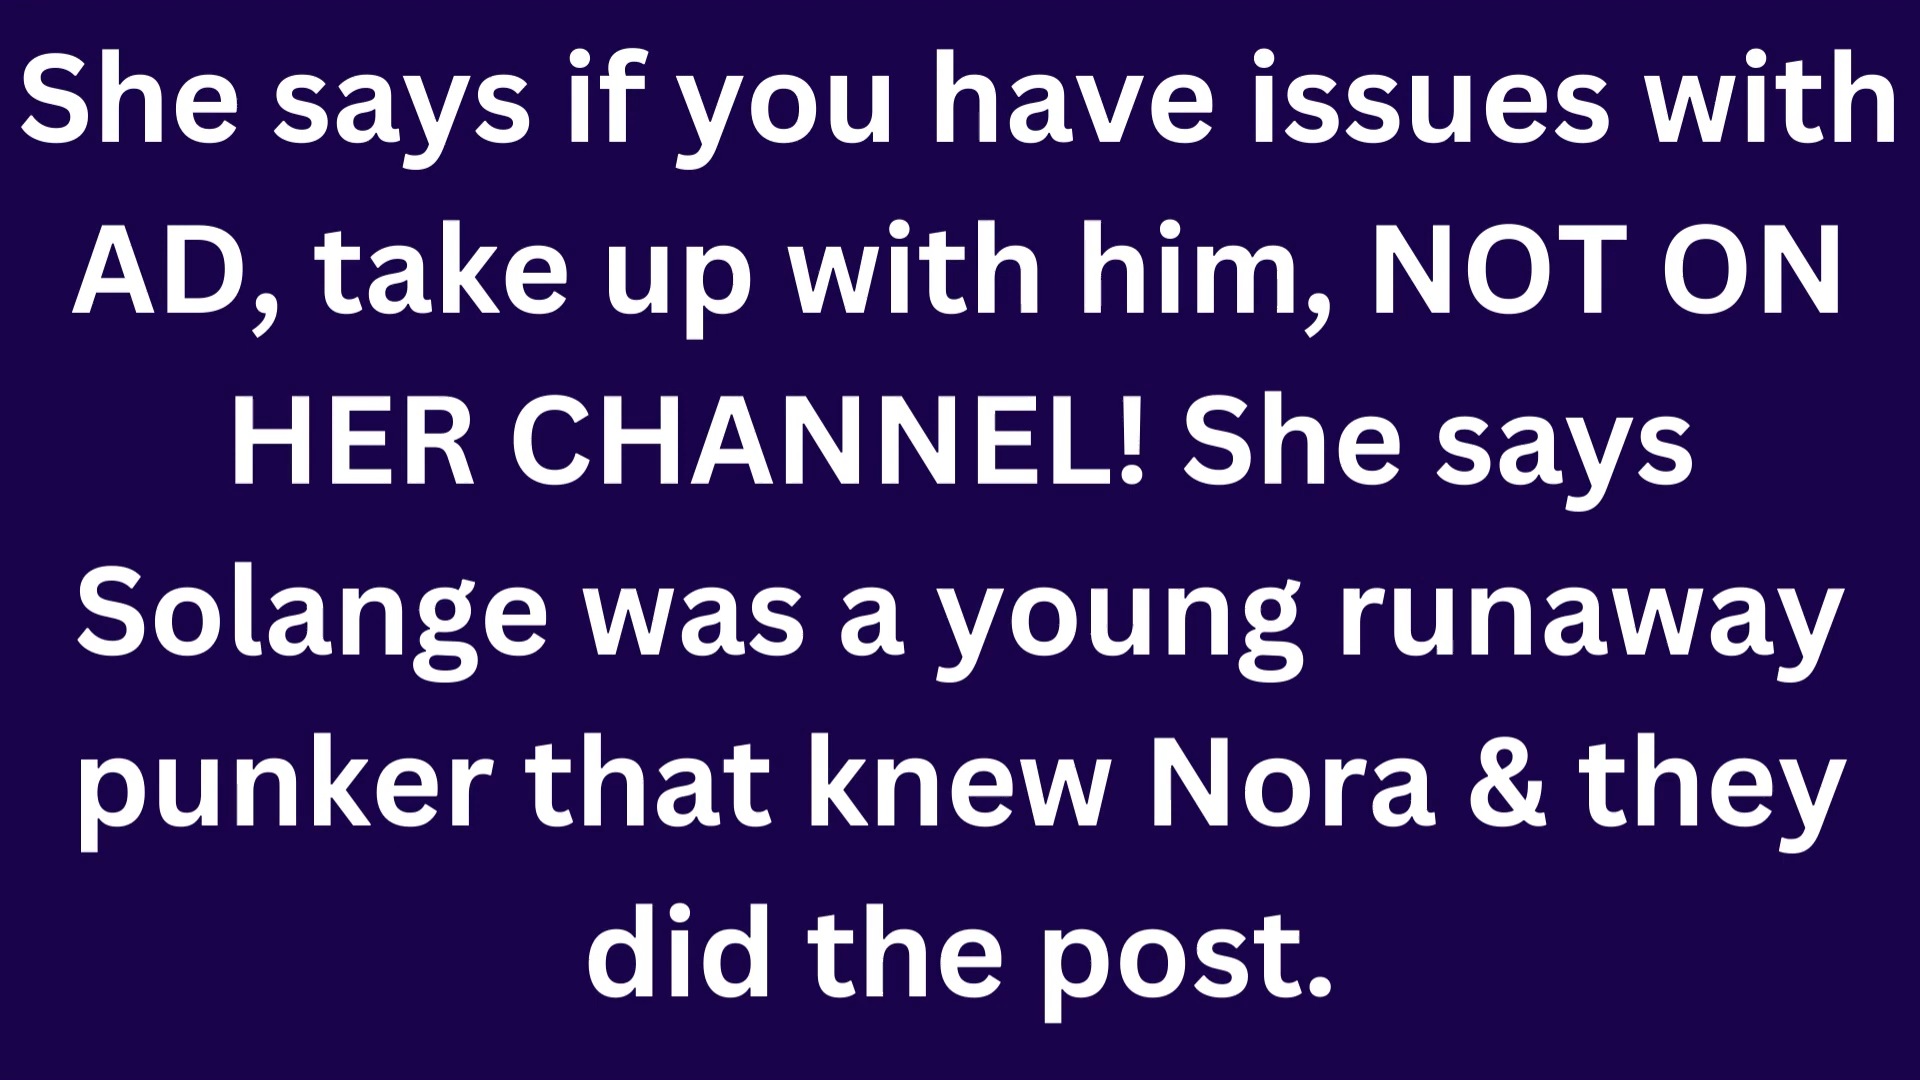 She says if you have issues with
AD, take up with him, NOT ON
HER CHANNEL! She says
Solange was a young runaway
punker that knew Nora & they
did the post.